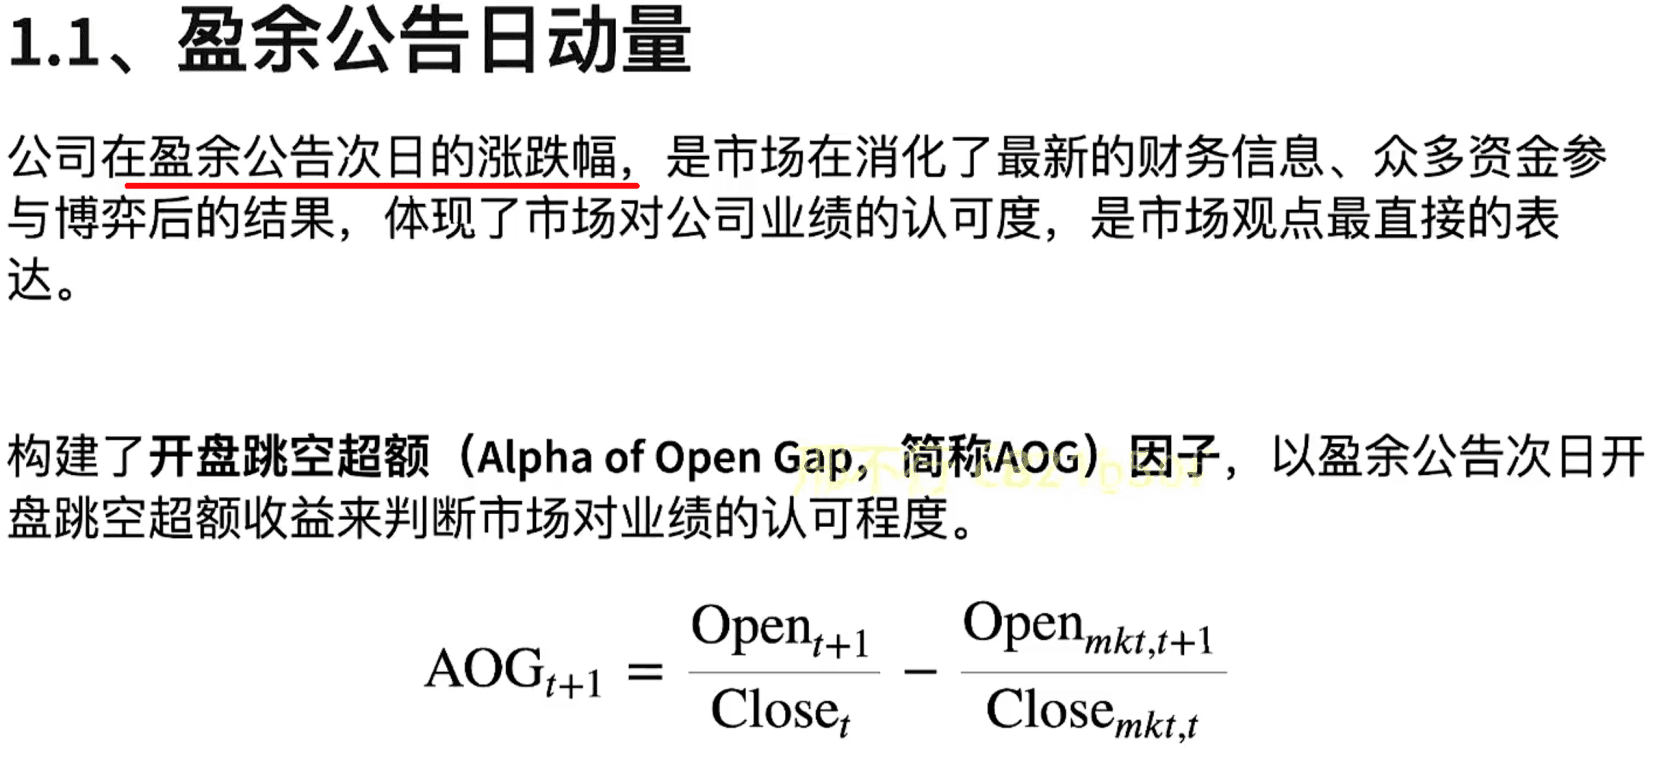 1.1、盈余公告日动量
公司在盈余公告次日的涨跌幅，是市场在消化了最新的财务信息、众多资金参
与博弈后的结果，体现了市场对公司业绩的认可度，是市场观点最直接的表
达。
构建了开盘跳空超额（Alpha of Open Gap，简称AOG）因子，以盈余公告次日开
盘跳空超额收益来判断市场对业绩的认可程度。
AOG_{t+1} = Open_{t+1} / Close_t − Open_{mkt,t+1} / Close_{mkt,t}